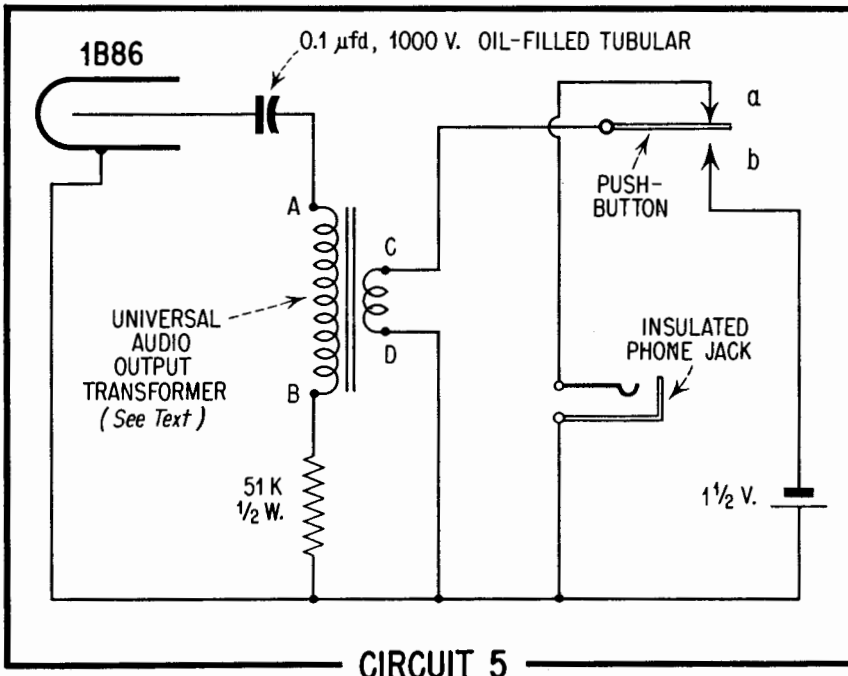 1B86
0.1 μfd, 1000 V. OIL-FILLED TUBULAR
a
b
PUSH-
BUTTON
A
C
UNIVERSAL
AUDIO
OUTPUT
TRANSFORMER
(See Text)
D
B
INSULATED
PHONE JACK
51 K
1/2 W.
1 1/2 V.
CIRCUIT 5